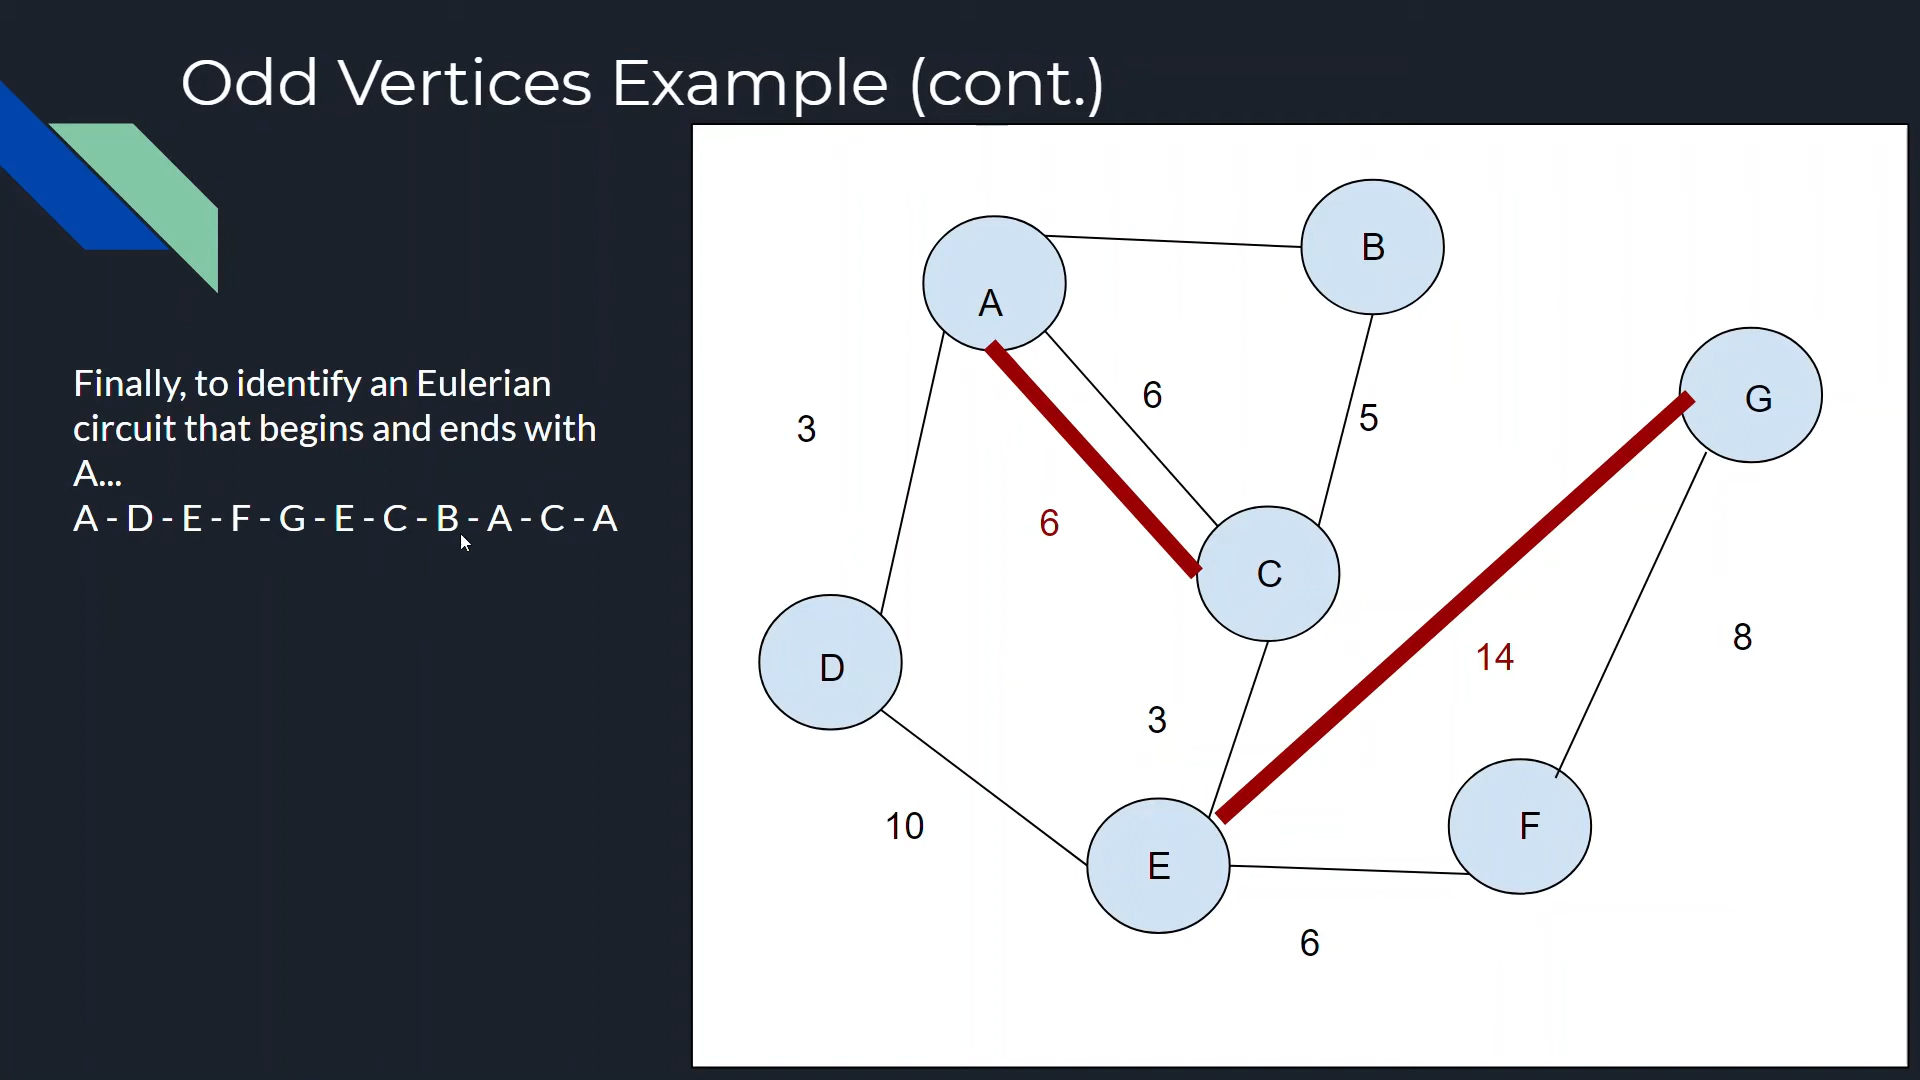 Odd Vertices Example (cont.)
Finally, to identify an Eulerian
circuit that begins and ends with
A...
A - D - E - F - G - E - C - B - A - C - A
B
A
G
6
5
3
6
C
14
8
D
3
10
F
E
6